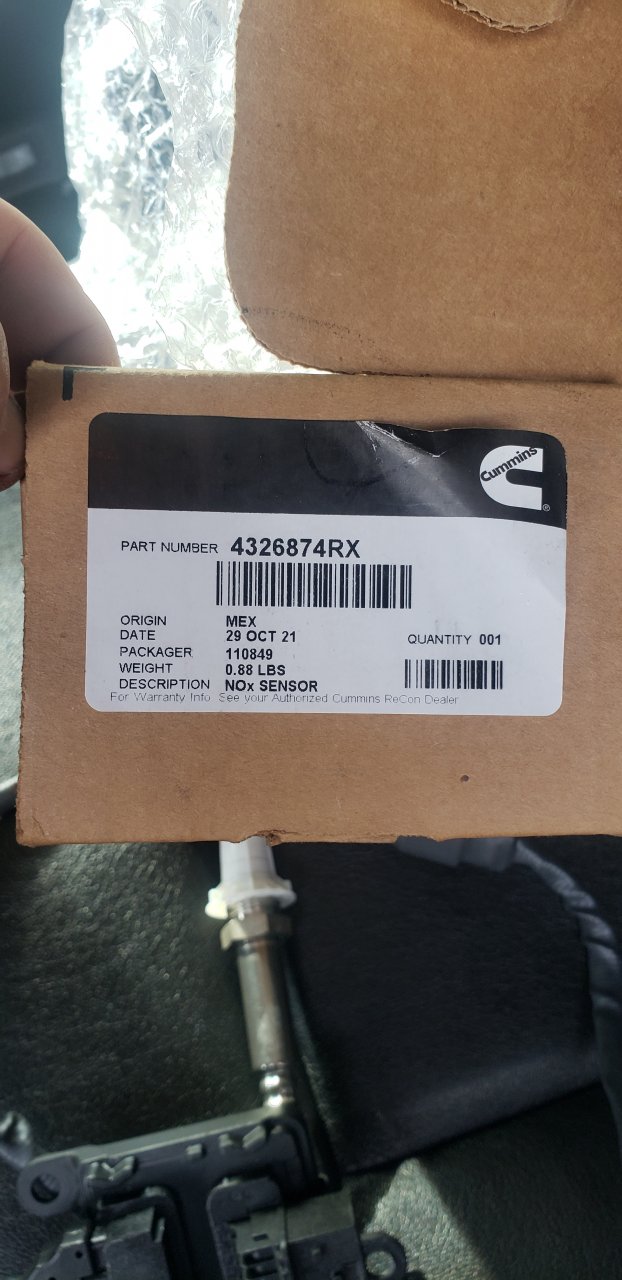 Cummins
®
PART NUMBER 4326874RX
ORIGIN MEX
DATE 29 OCT 21
QUANTITY 001
PACKAGER 110849
WEIGHT 0.88 LBS
DESCRIPTION NOx SENSOR
For Warranty Info See your Authorized Cummins ReCon Dealer